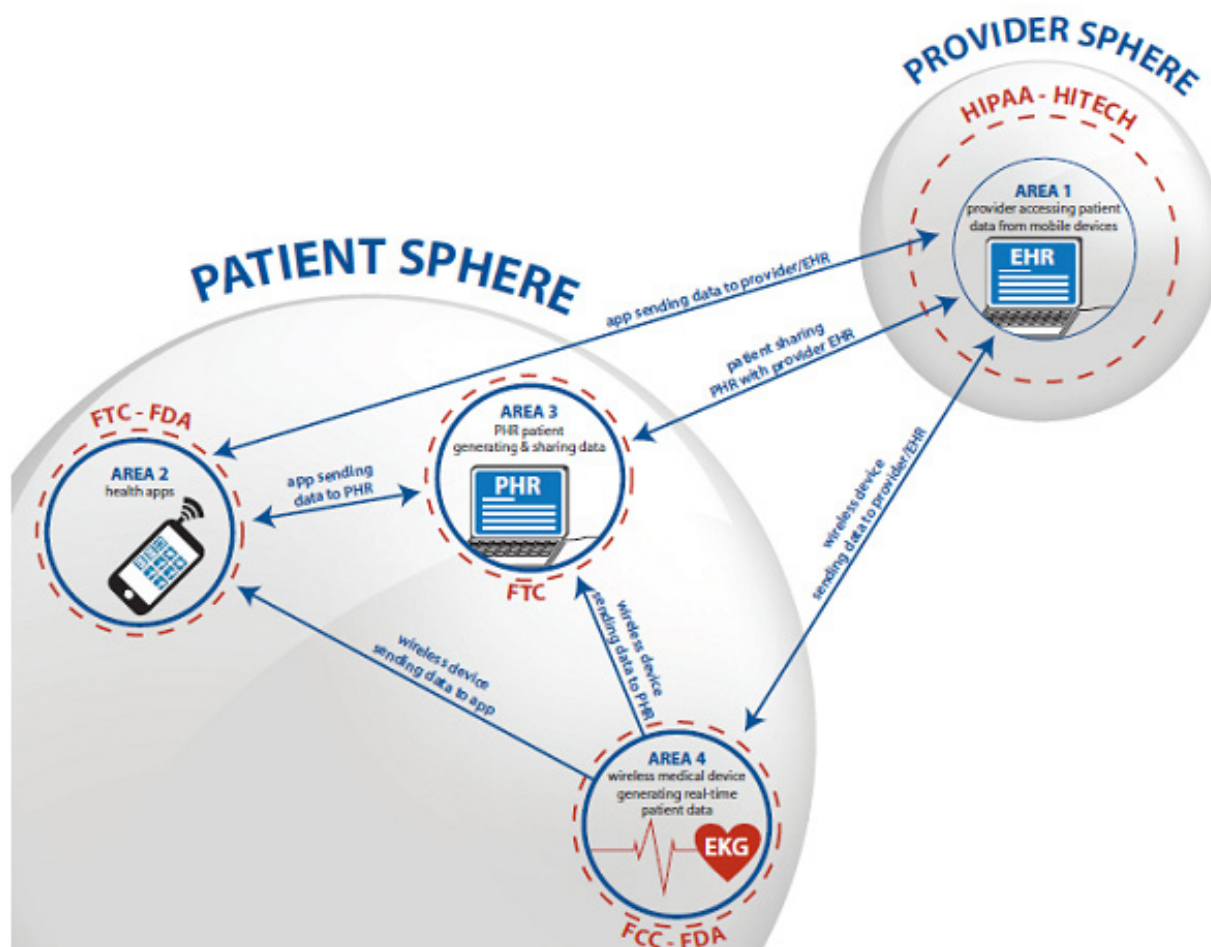 PROVIDER SPHERE
HIPAA - HITECH
AREA 1
provider accessing patient
data from mobile devices
EHR
PATIENT SPHERE
app sending data to provider/EHR
patient sharing
PHR with provider EHR
FTC - FDA
AREA 2
health apps
app sending
data to PHR
AREA 3
PHR patient
generating & sharing data
PHR
FTC
wireless device
sending data to provider/EHR
wireless device
sending data to app
wireless device
sending data to PHR
AREA 4
wireless medical device
generating real-time
patient data
EKG
FCC - FDA